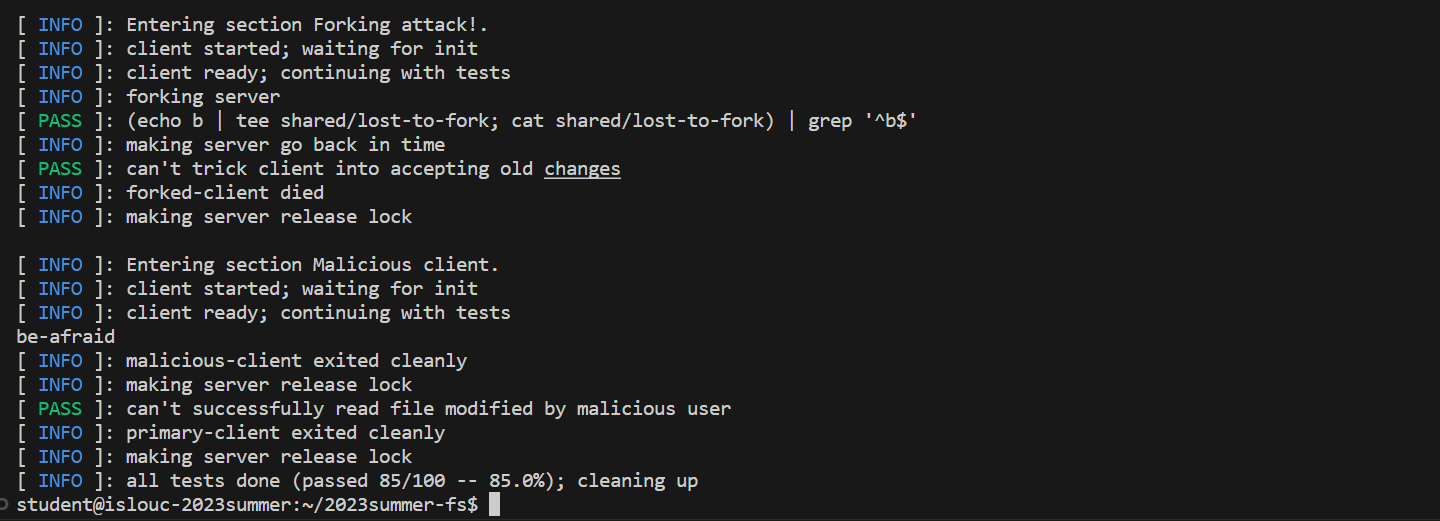 [ INFO ]: Entering section Forking attack!.
[ INFO ]: client started; waiting for init
[ INFO ]: client ready; continuing with tests
[ INFO ]: forking server
[ PASS ]: (echo b | tee shared/lost-to-fork; cat shared/lost-to-fork) | grep '^b$'
[ INFO ]: making server go back in time
[ PASS ]: can't trick client into accepting old changes
[ INFO ]: forked-client died
[ INFO ]: making server release lock
[ INFO ]: Entering section Malicious client.
[ INFO ]: client started; waiting for init
[ INFO ]: client ready; continuing with tests
be-afraid
[ INFO ]: malicious-client exited cleanly
[ INFO ]: making server release lock
[ PASS ]: can't successfully read file modified by malicious user
[ INFO ]: primary-client exited cleanly
[ INFO ]: making server release lock
[ INFO ]: all tests done (passed 85/100 -- 85.0%); cleaning up
student@islouc-2023summer:~/2023summer-fs$